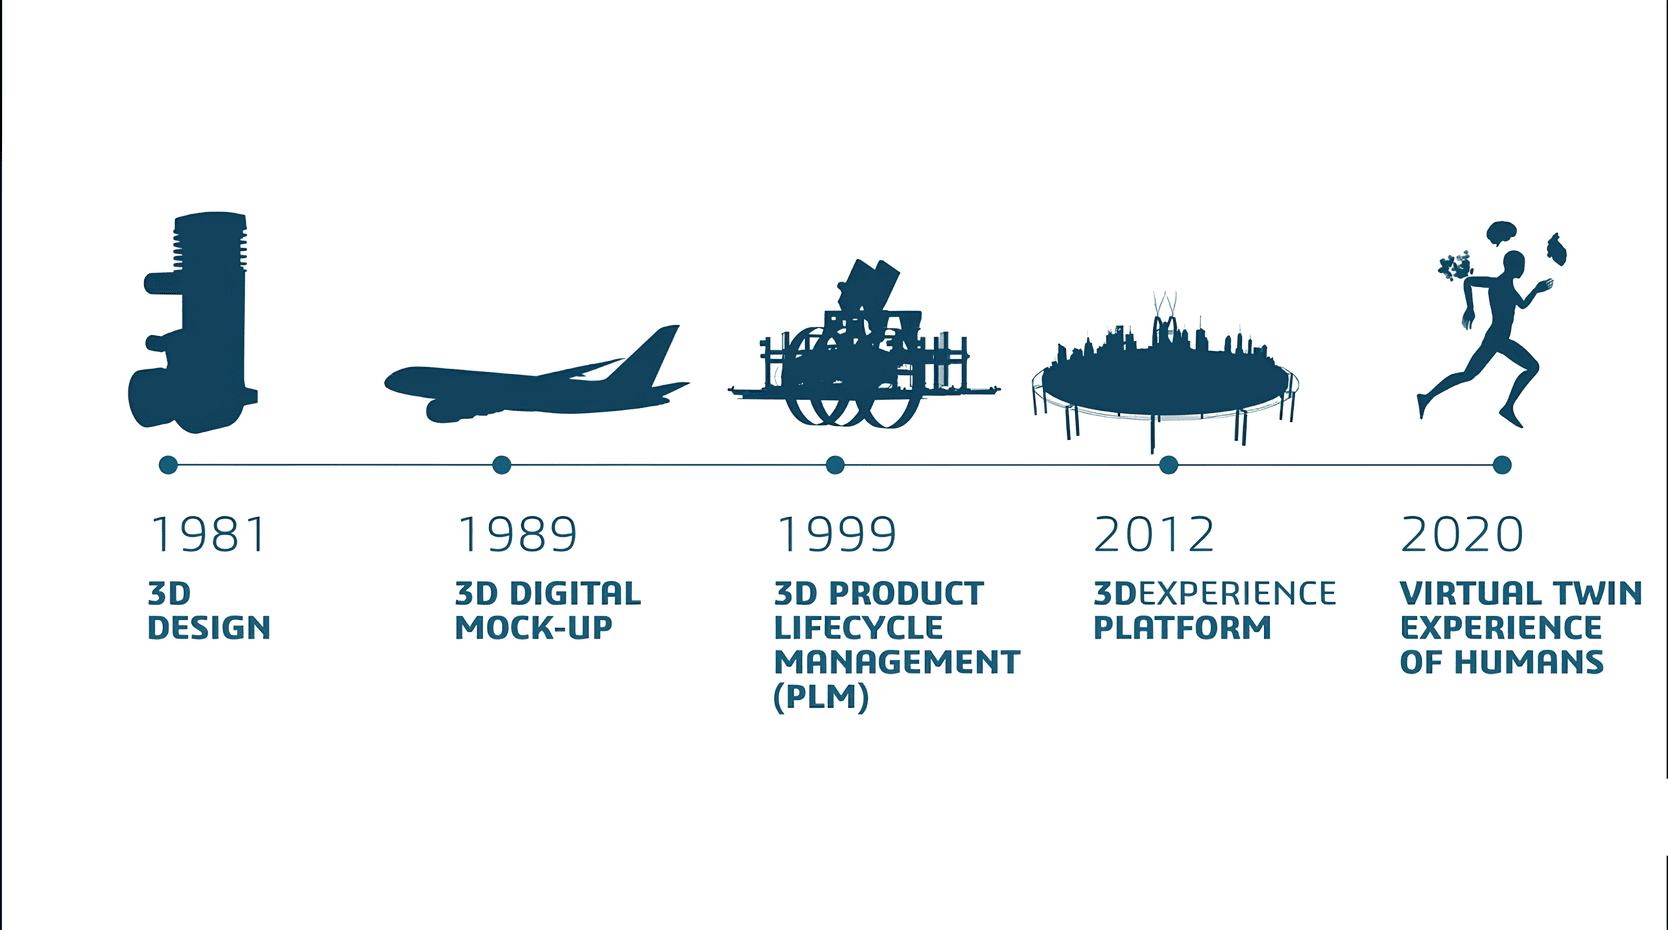 1981
3D
DESIGN
1989
3D DIGITAL
MOCK-UP
1999
3D PRODUCT
LIFECYCLE
MANAGEMENT
(PLM)
2012
3DEXPERIENCE
PLATFORM
2020
VIRTUAL TWIN
EXPERIENCE
OF HUMANS